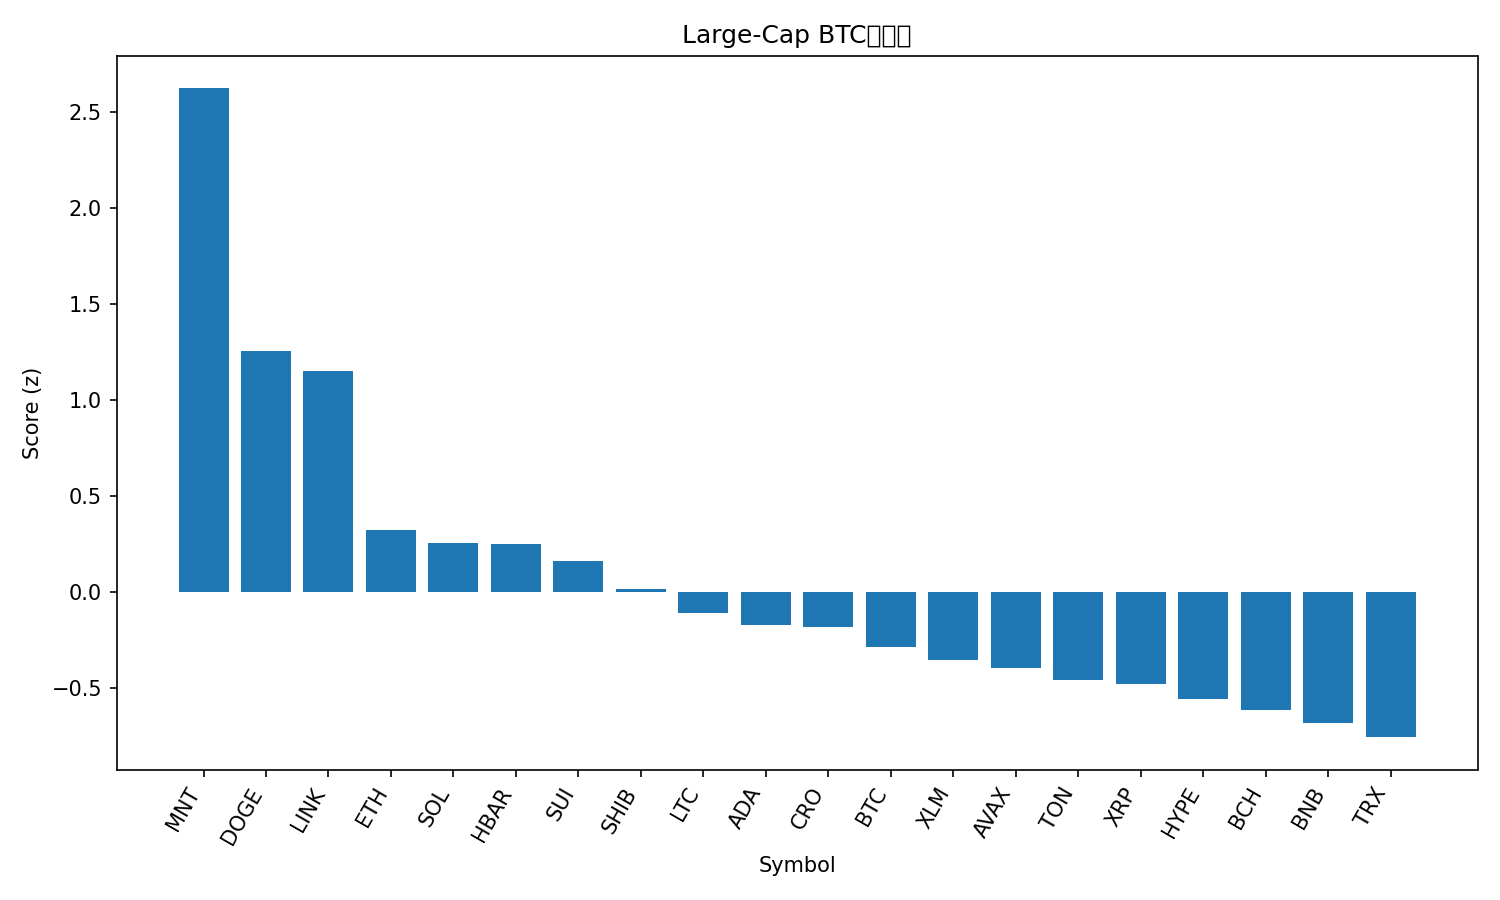 Large-Cap BTC
2.5
2.0
1.5
1.0
0.5
0.0
−0.5
Score (z)
MNT DOGE LINK ETH SOL HBAR SUI SHIB LTC ADA CRO BTC XLM AVAX TON XRP HYPE BCH BNB TRX
Symbol